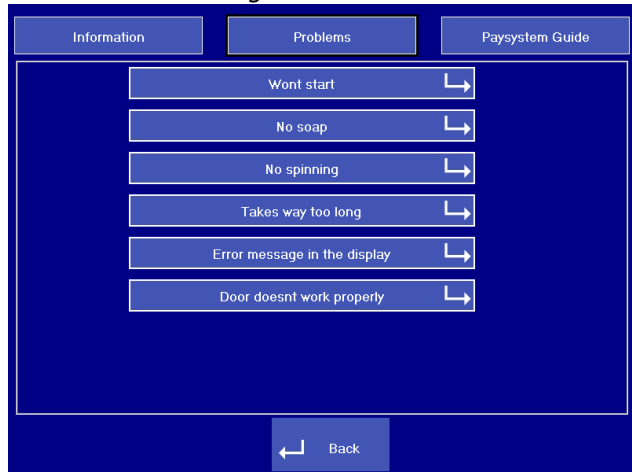 Information
Problems
Paysystem Guide
Wont start
No soap
No spinning
Takes way too long
Error message in the display
Door doesnt work properly
Back